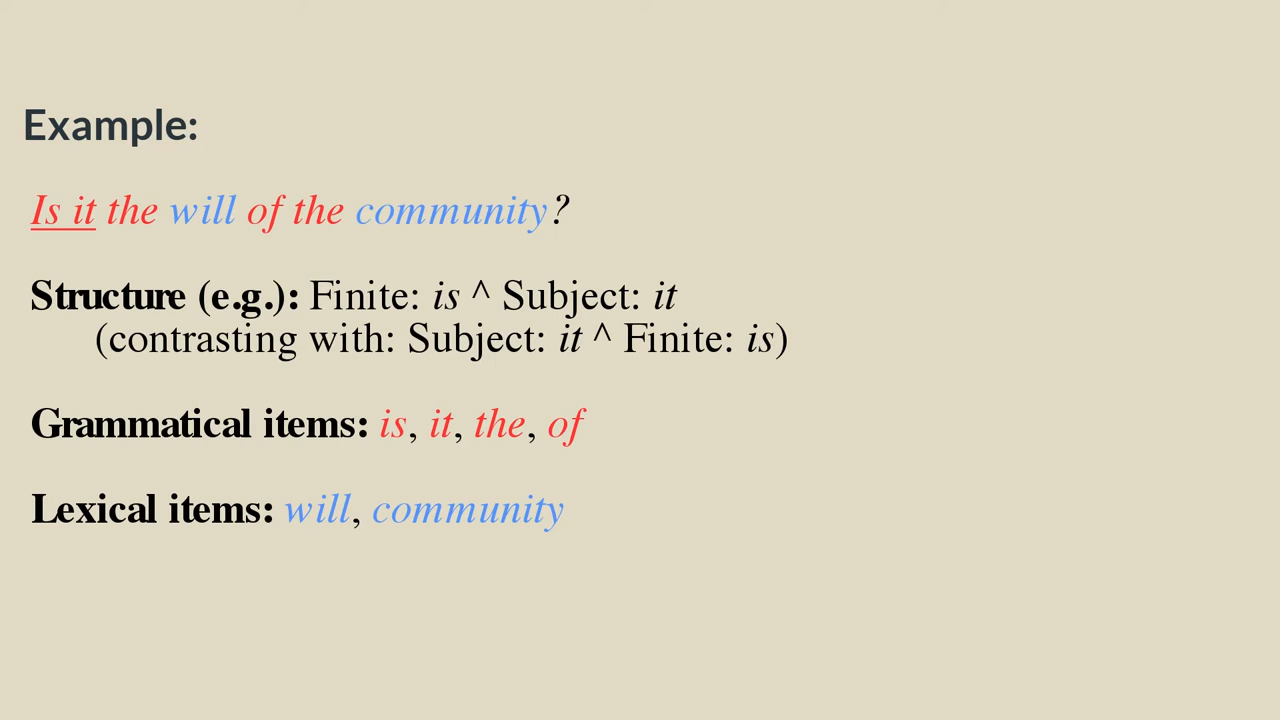 Example:
Is it the will of the community?
Structure (e.g.): Finite: is ^ Subject: it
(contrasting with: Subject: it ^ Finite: is)
Grammatical items: is, it, the, of
Lexical items: will, community